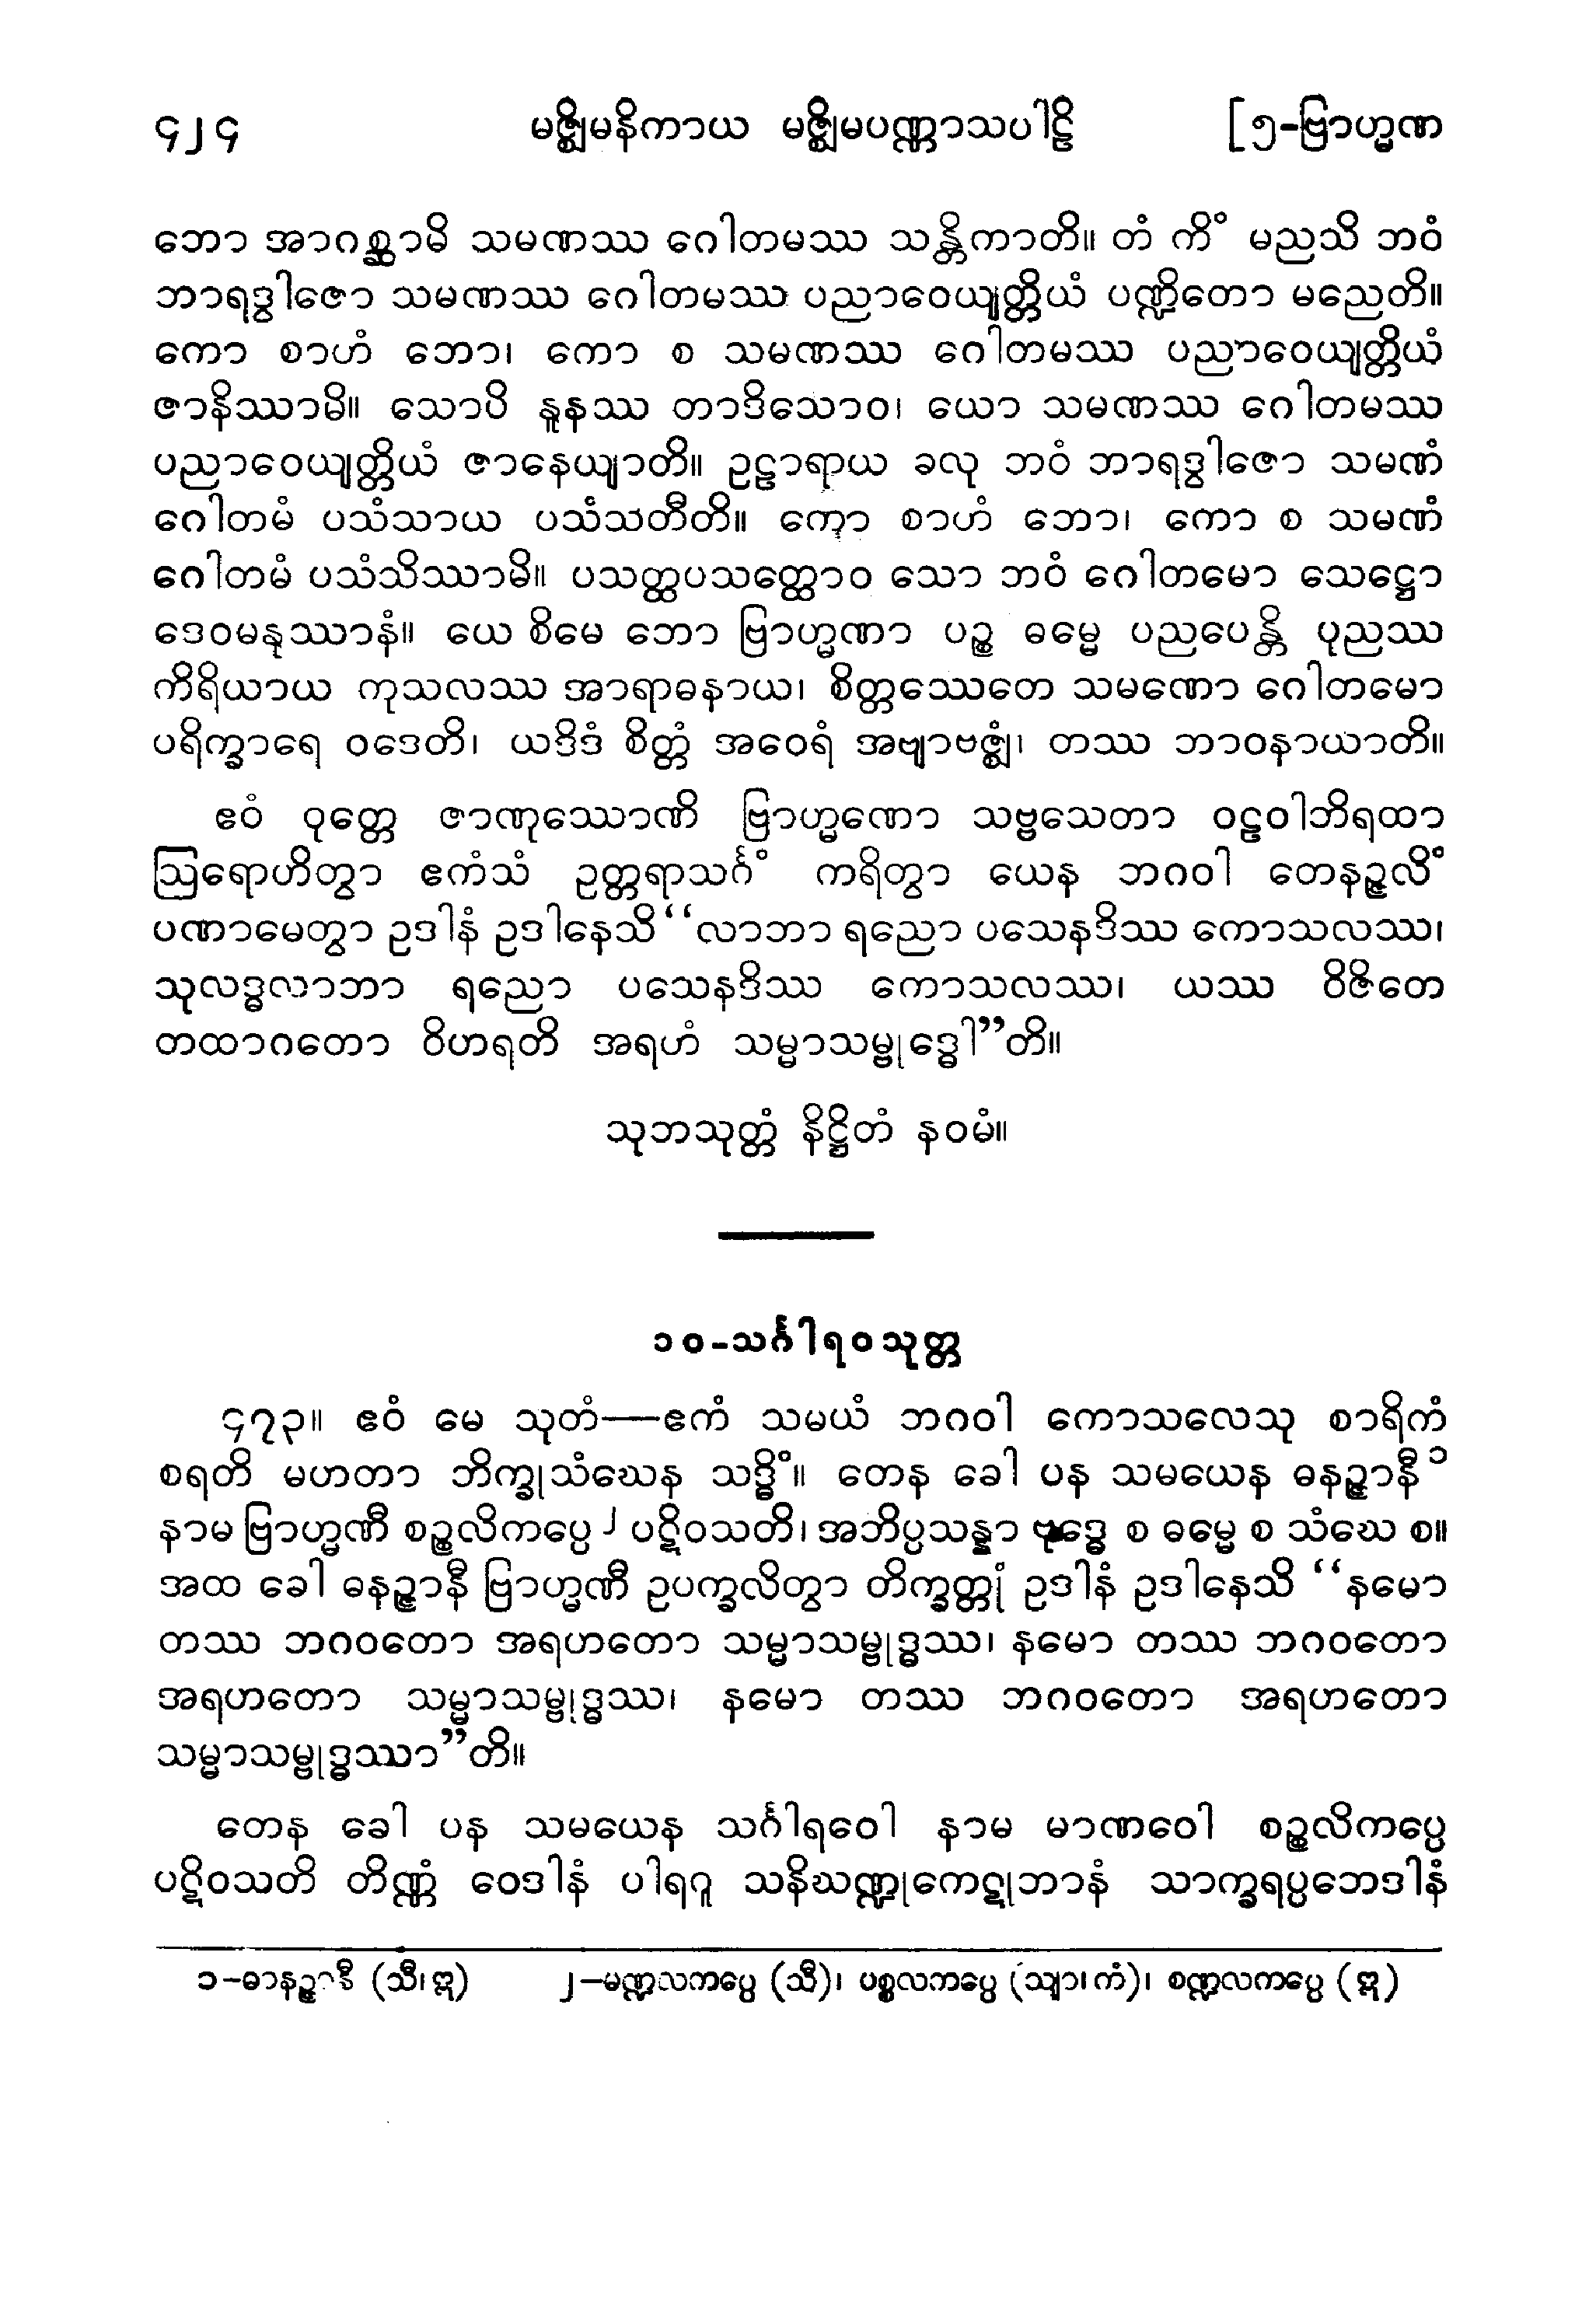 ၄၂၄ မဇ္ဈိမနိကာယ မဇ္ဈိမပဏ္ဏာသပါဠိ [၅-ဗြာဟ္မဏ
ဘော အာဂစ္ဆာမိ သမဏဿ ဂေါတမဿ သန္တိကာတိ။ တံ ကိံ မညသိ ဘဝံ
ဘာရဒွါဇော သမဏဿ ဂေါတမဿ ပညာဝေယျတ္တိယံ ပဏ္ဍိတော မညေတိ။
ကော စာဟံ ဘော၊ ကော စ သမဏဿ ဂေါတမဿ ပညာဝေယျတ္တိယံ
ဇာနိဿာမိ။ သောပိ နူနဿ တာဒိသောဝ၊ ယော သမဏဿ ဂေါတမဿ
ပညာဝေယျတ္တိယံ ဇာနေယျာတိ။ ဥဠာရာယ ခလု ဘဝံ ဘာရဒွါဇော သမဏံ
ဂေါတမံ ပသံသာယ ပသံသတီတိ။ ကော စာဟံ ဘော၊ ကော စ သမဏံ
ဂေါတမံ ပသံသိဿာမိ။ ပသတ္ထပသတ္ထောဝ သော ဘဝံ ဂေါတမော သေဋ္ဌော
ဒေဝမနုဿာနံ။ ယေ စိမေ ဘော ဗြာဟ္မဏာ ပဉ္စ ဓမ္မေ ပညပေန္တိ ပုညဿ
ကိရိယာယ ကုသလဿ အာရာဓနာယ၊ စိတ္တဿေတေ သမဏော ဂေါတမော
ပရိက္ခာရေ ဝဒေတိ၊ ယဒိဒံ စိတ္တံ အဝေရံ အဗျာဗဇ္ဈံ၊ တဿ ဘာဝနာယာတိ။
ဧဝံ ဝုတ္တေ ဇာဏုဿောဏိ ဗြာဟ္မဏော သဗ္ဗသေတာ ဝဠဝါဘိရထာ
ဩရောဟိတွာ ဧကံသံ ဥတ္တရာသင်္ဂံ ကရိတွာ ယေန ဘဂဝါ တေနဉ္ဇလိံ
ပဏာမေတွာ ဥဒါနံ ဥဒါနေသိ “လာဘာ ရညော ပသေနဒိဿ ကောသလဿ၊
သုလဒ္ဓလာဘာ ရညော ပသေနဒိဿ ကောသလဿ၊ ယဿ ဝိဇိတေ
တထာဂတော ဝိဟရတိ အရဟံ သမ္မာသမ္ဗုဒ္ဓေါ”တိ။
သုဘသုတ္တံ နိဋ္ဌိတံ နဝမံ။
၁၀-သင်္ဂါရဝသုတ္တ
၄၇၃။ ဧဝံ မေ သုတံ—ဧကံ သမယံ ဘဂဝါ ကောသလေသု စာရိကံ
စရတိ မဟတာ ဘိက္ခုသံဃေန သဒ္ဓိံ။ တေန ခေါ ပန သမယေန ဓနဉ္ဇာနီ ၁
နာမ ဗြာဟ္မဏီ စဉ္စလိကပ္ပေ ၂ ပဋိဝသတိ၊ အဘိပ္ပသန္နာ ဗုဒ္ဓေ စ ဓမ္မေ စ သံဃေ စ။
အထ ခေါ ဓနဉ္ဇာနီ ဗြာဟ္မဏီ ဥပက္ခလိတွာ တိက္ခတ္တုံ ဥဒါနံ ဥဒါနေသိ “နမော
တဿ ဘဂဝတော အရဟတော သမ္မာသမ္ဗုဒ္ဓဿ၊ နမော တဿ ဘဂဝတော
အရဟတော သမ္မာသမ္ဗုဒ္ဓဿ၊ နမော တဿ ဘဂဝတော အရဟတော
သမ္မာသမ္ဗုဒ္ဓဿာ”တိ။
တေန ခေါ ပန သမယေန သင်္ဂါရဝေါ နာမ မာဏဝေါ စဉ္စလိကပ္ပေ
ပဋိဝသတိ တိဏ္ဏံ ဝေဒါနံ ပါရဂူ သနိဃဏ္ဍုကေဋုဘာနံ သာက္ခရပ္ပဘေဒါနံ
၁-ဓာနဉ္ဇာနီ (သီ၊ဣ) ၂-မဏ္ဍလကပ္ပေ (သီ)၊ ပစ္စလကပ္ပေ (သျာ၊ကံ)၊ စဏ္ဍလကပ္ပေ (ဣ)